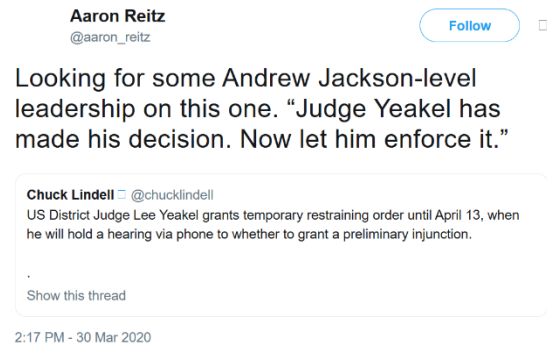 Aaron Reitz
@aaron_reitz
Follow
Looking for some Andrew Jackson-level
leadership on this one. “Judge Yeakel has
made his decision. Now let him enforce it.”
Chuck Lindell @chucklindell
US District Judge Lee Yeakel grants temporary restraining order until April 13, when
he will hold a hearing via phone to whether to grant a preliminary injunction.
.
Show this thread
2:17 PM - 30 Mar 2020